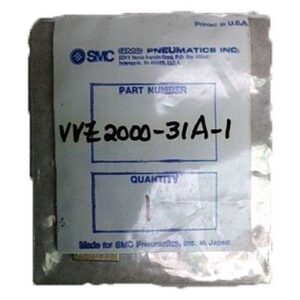 Printed in U.S.A.
SMC SMC PNEUMATICS INC.
PART NUMBER
VVZ2000-31A-1
QUANTITY
1
Made for SMC Pneumatics, Inc. in Japan